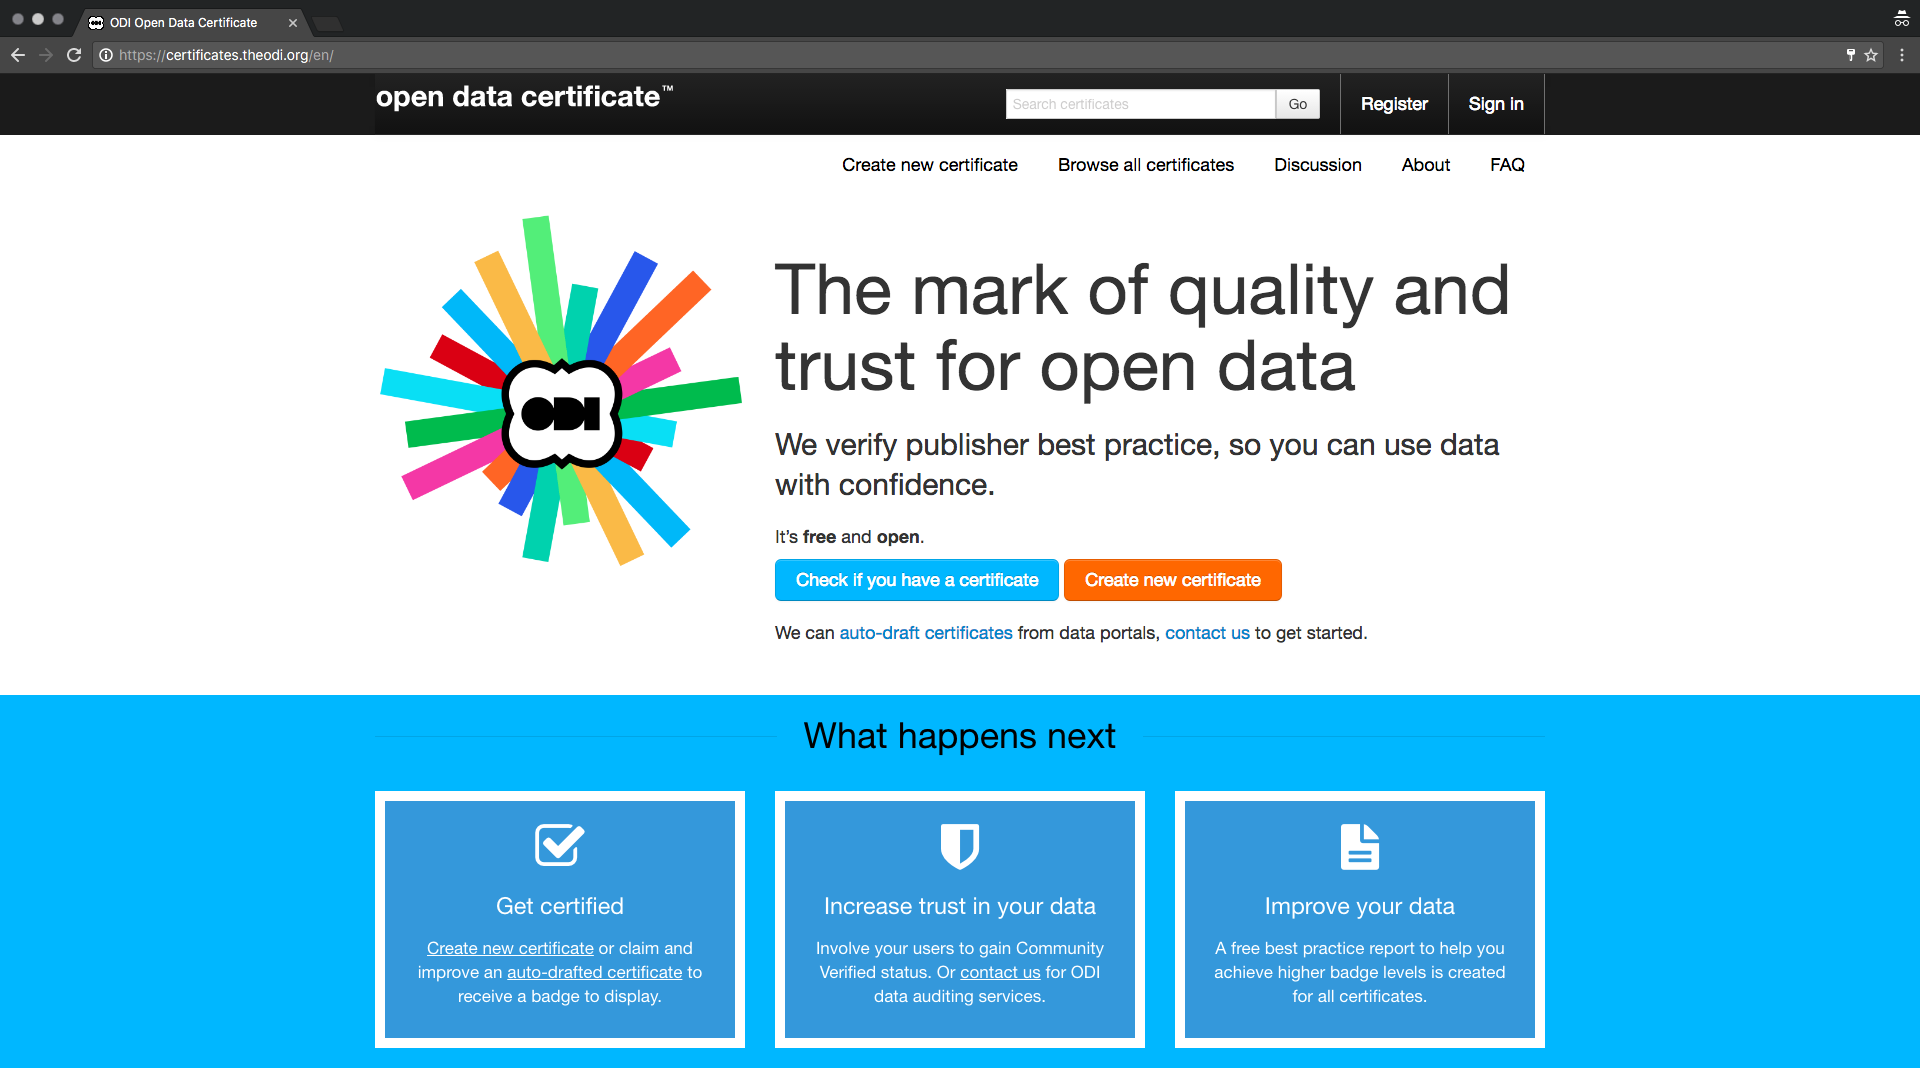 ODI Open Data Certificate
https://certificates.theodi.org/en/
open data certificate™
Search certificates
Go
Register
Sign in
Create new certificate
Browse all certificates
Discussion
About
FAQ
ODI
The mark of quality and
trust for open data
We verify publisher best practice, so you can use data
with confidence.
It's free and open.
Check if you have a certificate
Create new certificate
We can auto-draft certificates from data portals, contact us to get started.
What happens next
Get certified
Create new certificate or claim and
improve an auto-drafted certificate to
receive a badge to display.
Increase trust in your data
Involve your users to gain Community
Verified status. Or contact us for ODI
data auditing services.
Improve your data
A free best practice report to help you
achieve higher badge levels is created
for all certificates.